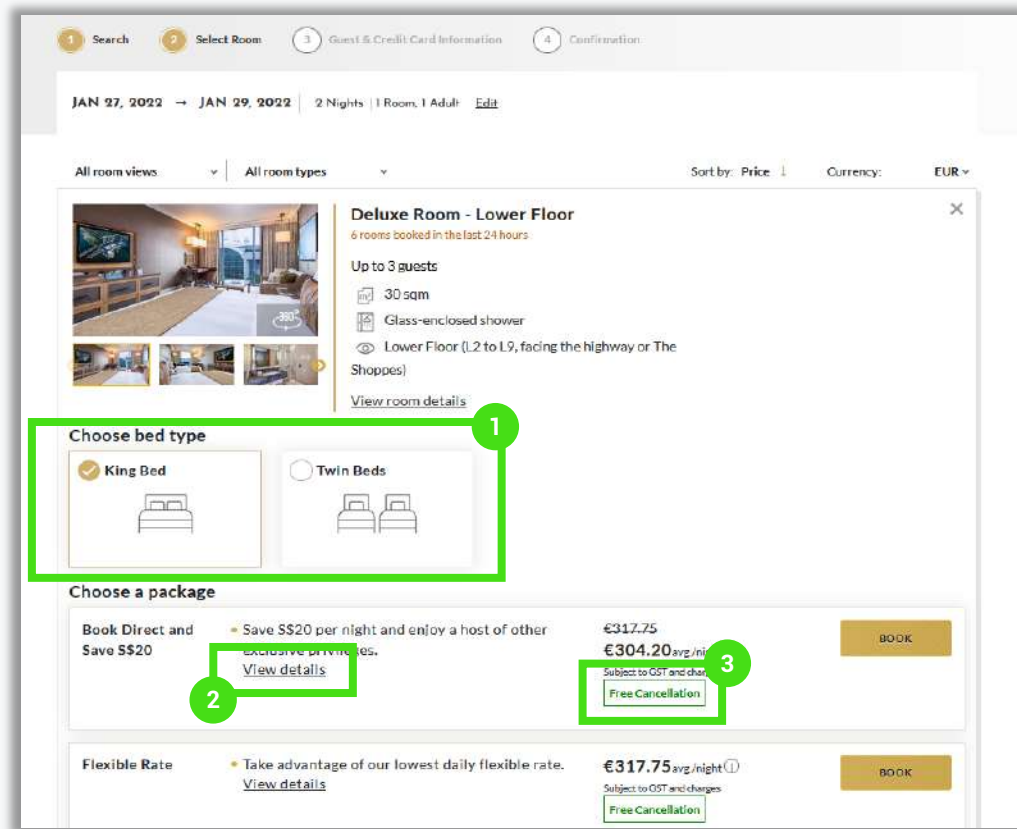 1 Search 2 Select Room 3 Guest & Credit Card Information 4 Confirmation
JAN 27, 2022 → JAN 29, 2022 | 2 Nights | 1 Room, 1 Adult Edit
All room views All room types Sort by: Price ↓ Currency: EUR
Deluxe Room - Lower Floor
6 rooms booked in the last 24 hours
Up to 3 guests
30 sqm
Glass-enclosed shower
Lower Floor (L2 to L9, facing the highway or The
Shoppes)
360°
View room details
1
Choose bed type
King Bed Twin Beds
Choose a package
Book Direct and
Save S$20
• Save S$20 per night and enjoy a host of other
exclusive privileges.
View details
2
€317.75
€304.20 avg./night
Subject to GST and charges
3
Free Cancellation
BOOK
Flexible Rate
• Take advantage of our lowest daily flexible rate.
View details
€317.75 avg./night
Subject to GST and charges
Free Cancellation
BOOK